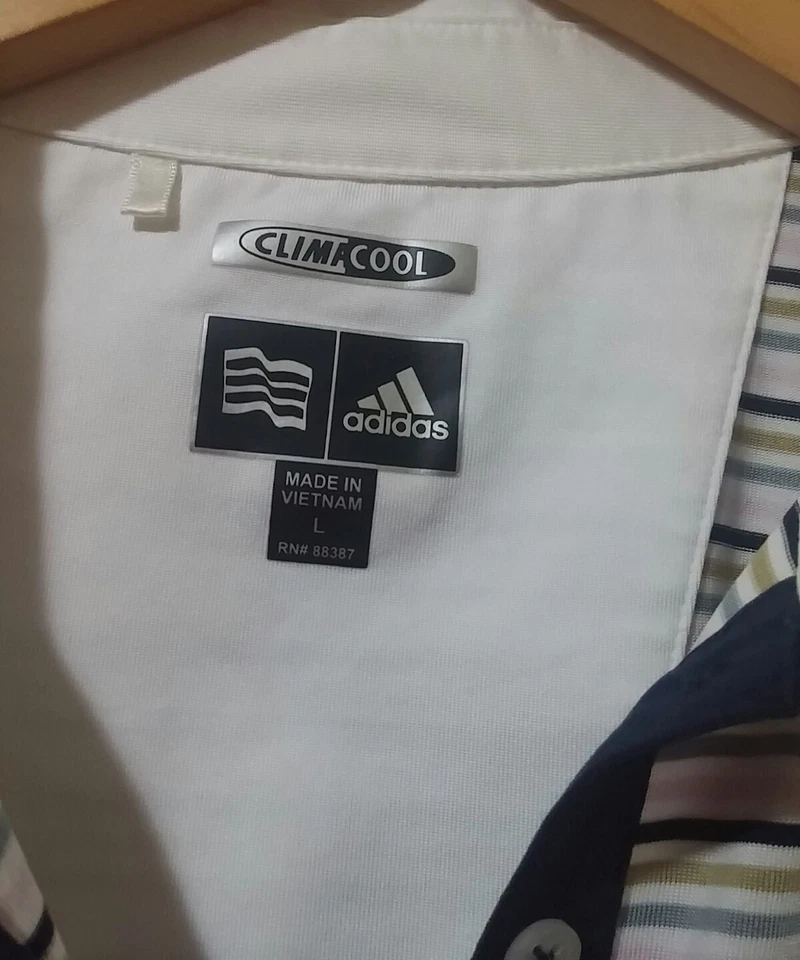 CLIMACOOL
adidas
MADE IN
VIETNAM
L
RN# 88387